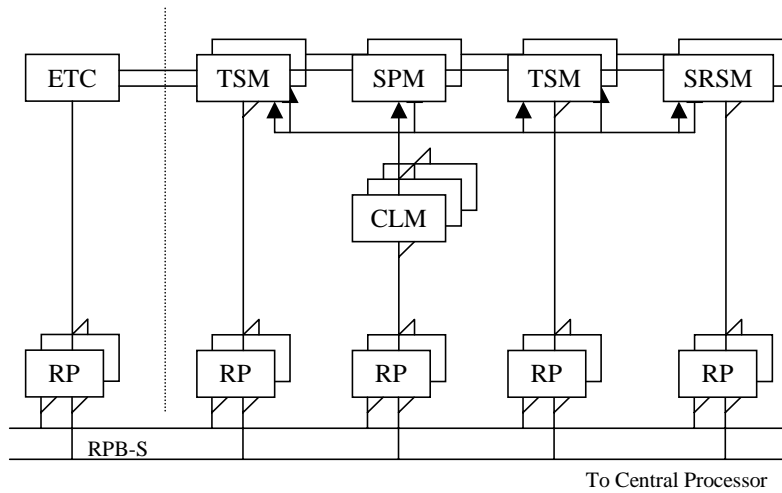 ETC TSM SPM TSM SRSM
CLM
RP RP RP RP RP
RPB-S
To Central Processor